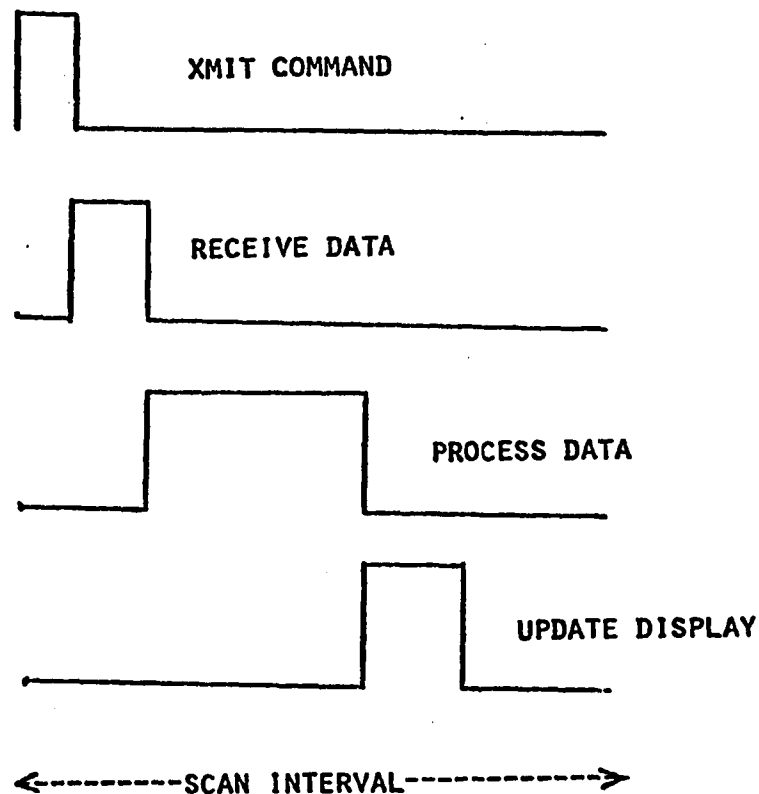 XMIT COMMAND
RECEIVE DATA
PROCESS DATA
UPDATE DISPLAY
SCAN INTERVAL